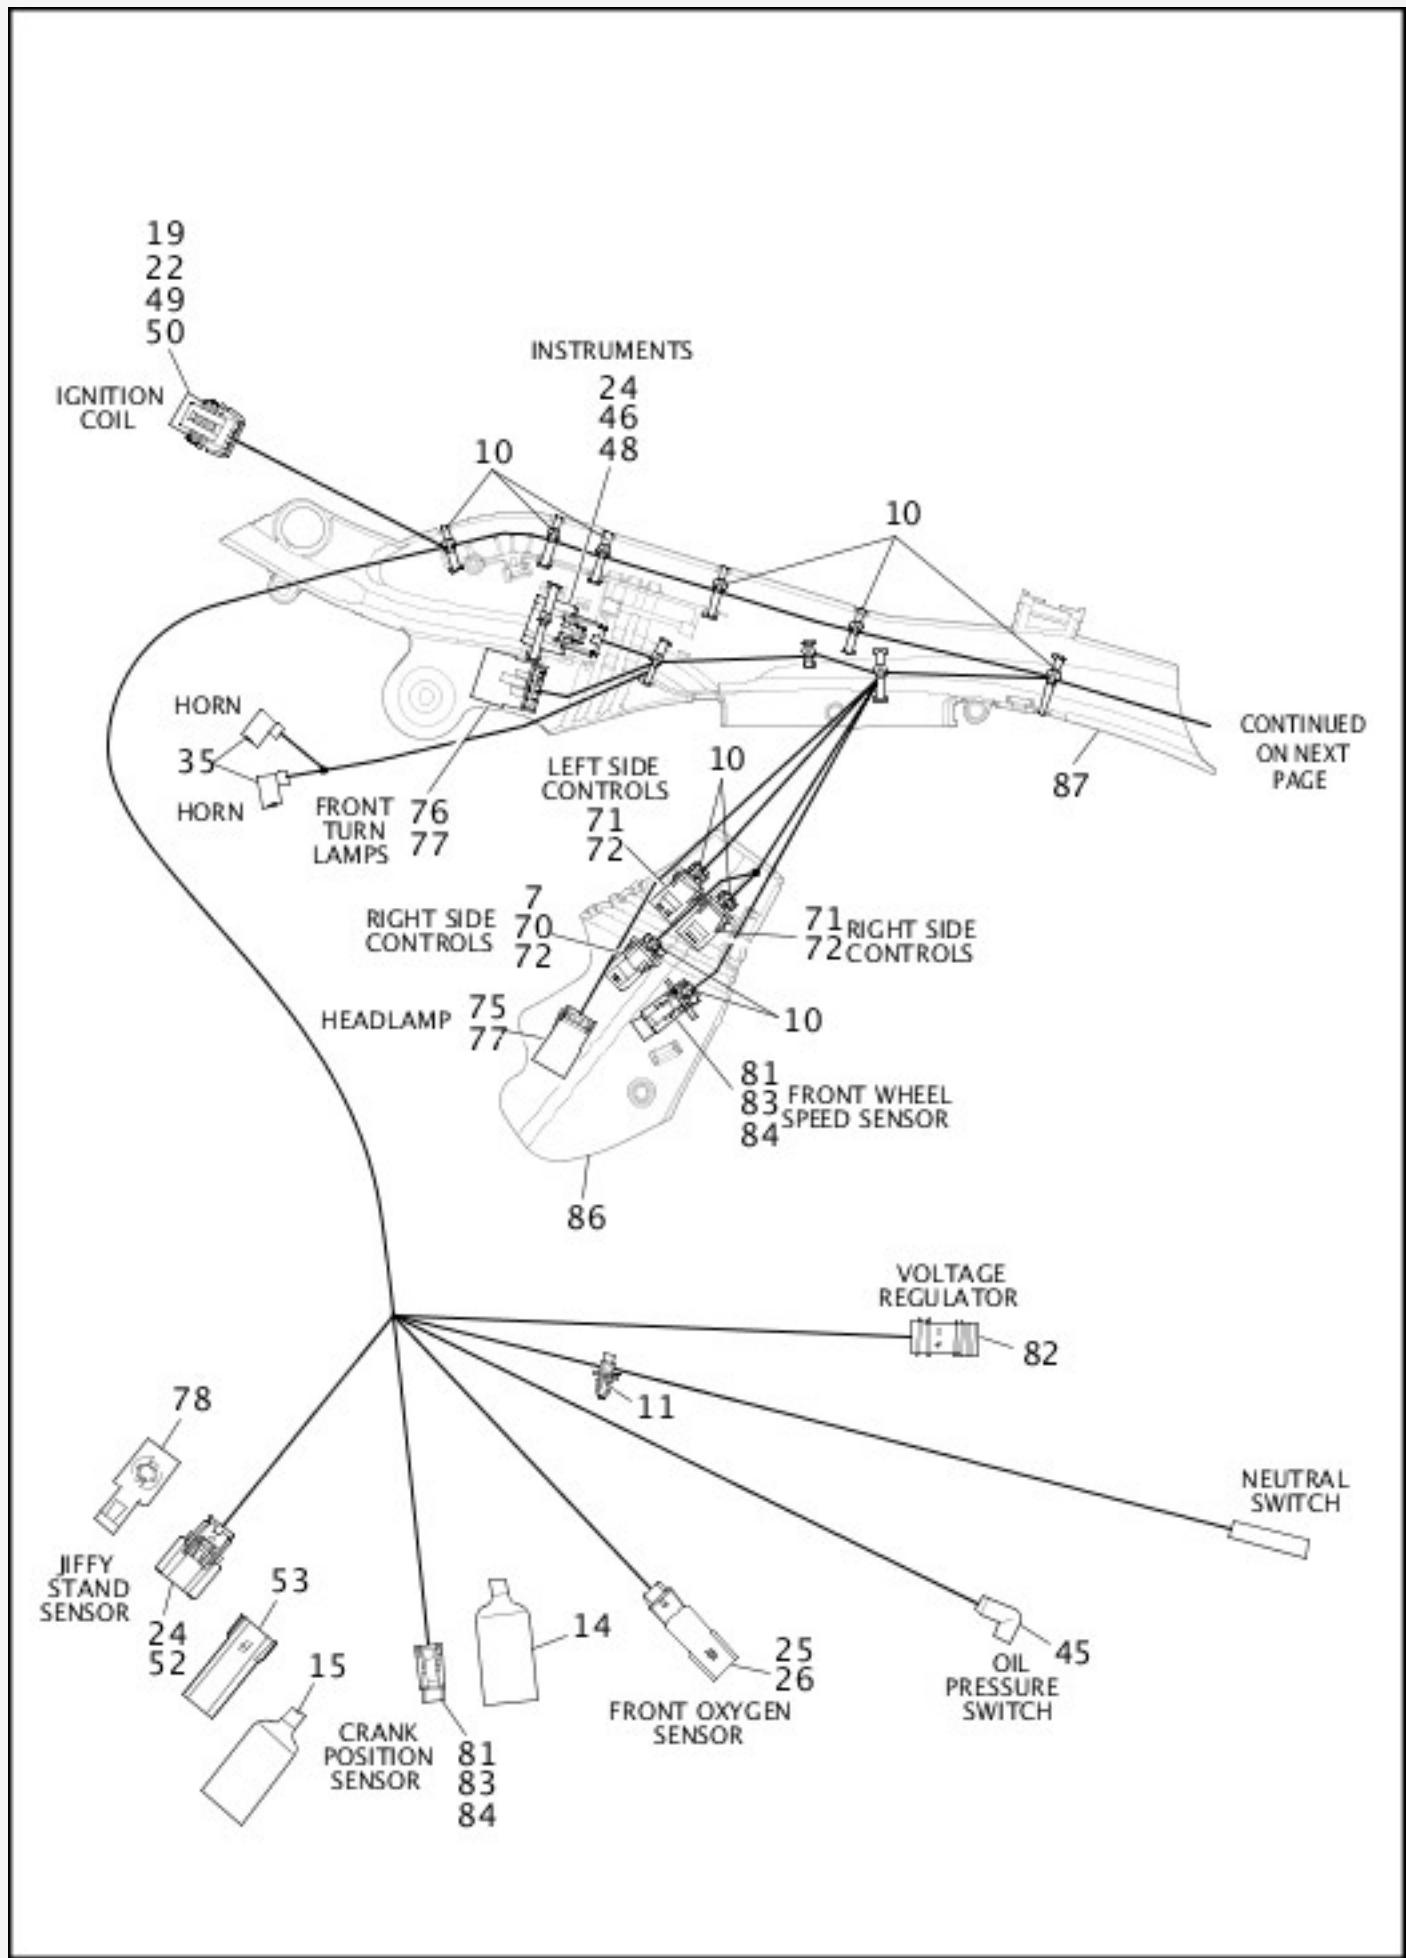 19
22
49
50
IGNITION
COIL
INSTRUMENTS
24
46
48
10
10
HORN
35
HORN
FRONT
TURN
LAMPS
76
77
LEFT SIDE
CONTROLS
71
72
10
87
CONTINUED
ON NEXT
PAGE
RIGHT SIDE
CONTROLS
7
70
72
71
72
RIGHT SIDE
CONTROLS
HEADLAMP
75
77
10
81
83
84
FRONT WHEEL
SPEED SENSOR
86
VOLTAGE
REGULATOR
82
11
78
NEUTRAL
SWITCH
JIFFY
STAND
SENSOR
24
52
53
15
14
CRANK
POSITION
SENSOR
81
83
84
25
26
FRONT OXYGEN
SENSOR
45
OIL
PRESSURE
SWITCH